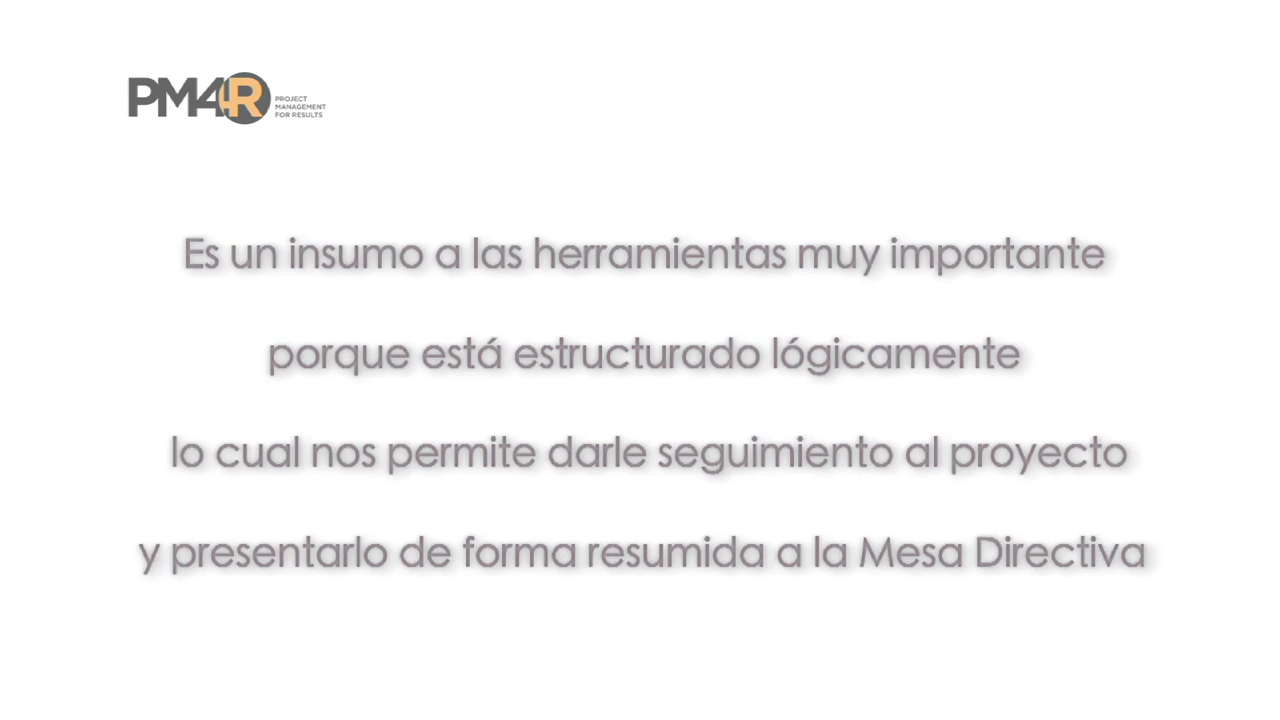 PM4R PROJECT
MANAGEMENT
FOR RESULTS
Es un insumo a las herramientas muy importante
porque está estructurado lógicamente
lo cual nos permite darle seguimiento al proyecto
y presentarlo de forma resumida a la Mesa Directiva